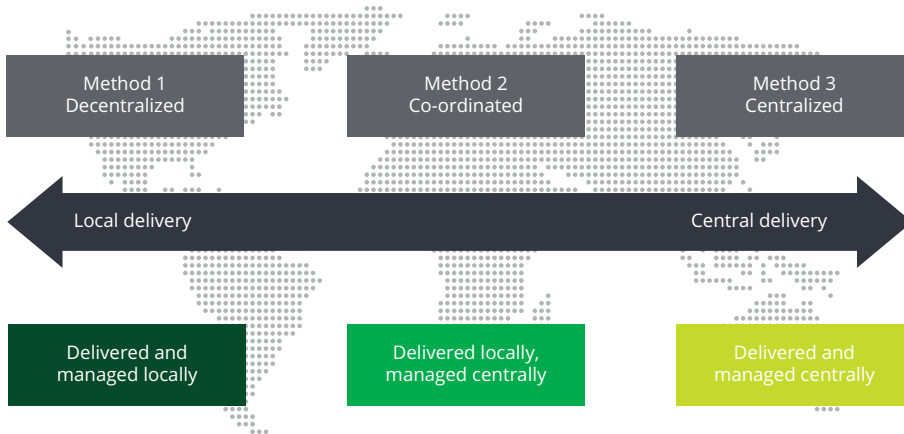 Method 1
Decentralized
Method 2
Co-ordinated
Method 3
Centralized
Local delivery
Central delivery
Delivered and
managed locally
Delivered locally,
managed centrally
Delivered and
managed centrally